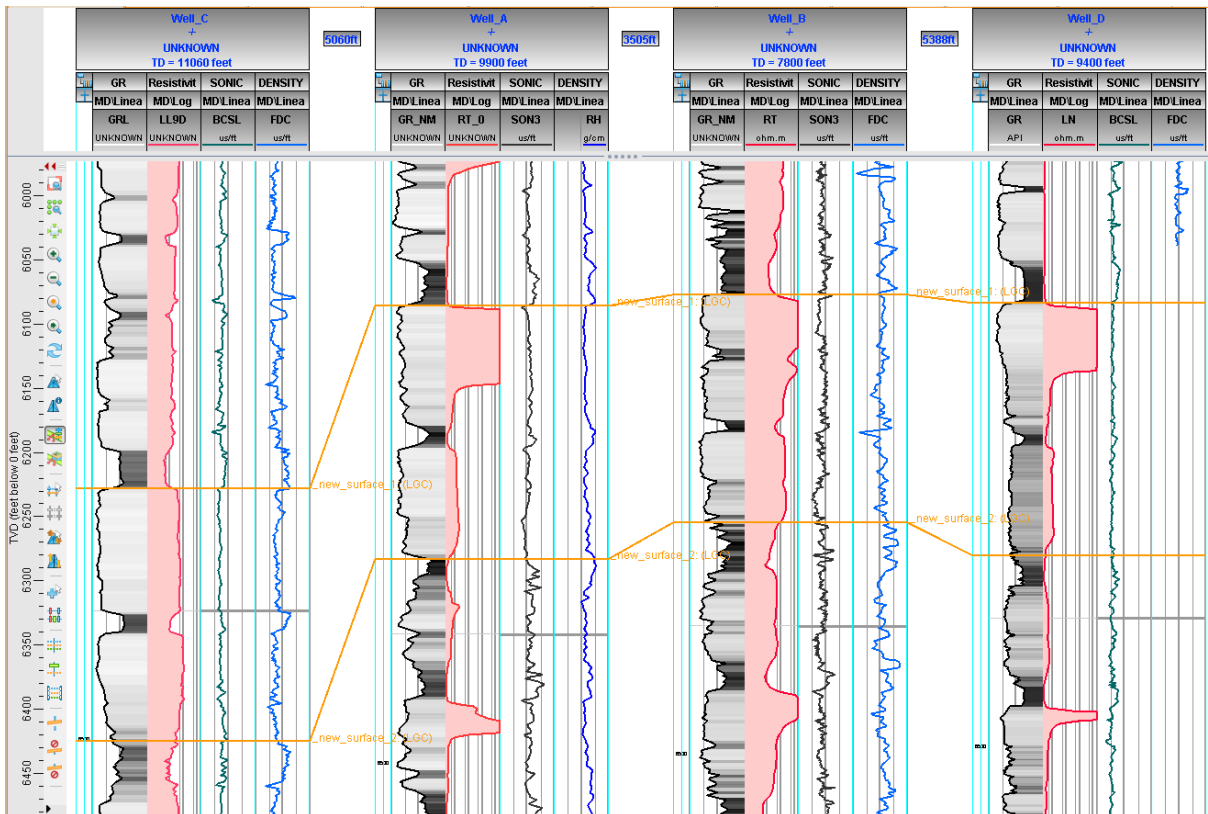 Well_C
+
UNKNOWN
TD = 11060 feet
5060ft
Well_A
+
UNKNOWN
TD = 9900 feet
3505ft
Well_B
+
UNKNOWN
TD = 7800 feet
5388ft
Well_D
+
UNKNOWN
TD = 9400 feet
GR Resistivit SONIC DENSITY
MD\Linea MD\Log MD\Linea MD\Linea
GRL LL9D BCSL FDC
UNKNOWN UNKNOWN us/ft us/ft
GR Resistivit SONIC DENSITY
MD\Linea MD\Log MD\Linea MD\Linea
GR_NM RT_0 SON3 RH
UNKNOWN UNKNOWN us/ft g/cm
GR Resistivit SONIC DENSITY
MD\Linea MD\Log MD\Linea MD\Linea
GR_NM RT SON3 FDC
UNKNOWN ohm.m us/ft us/ft
GR Resistivit SONIC DENSITY
MD\Linea MD\Log MD\Linea MD\Linea
GR LN BCSL FDC
API ohm.m us/ft us/ft
TVD (feet below 0 feet)
6000
6050
6100
6150
6200
6250
6300
6350
6400
6450
_new_surface_1: (LGC)
_new_surface_1: (LGC)
_new_surface_1: (LGC)
_new_surface_2: (LGC)
_new_surface_2: (LGC)
_new_surface_2: (LGC)